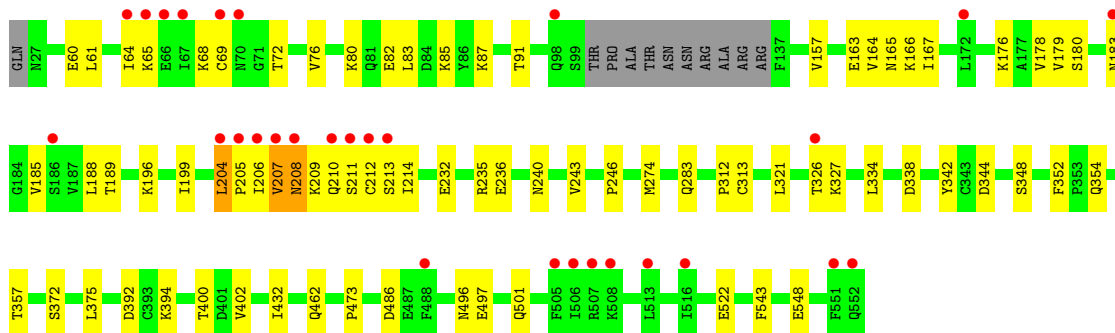 GLN N27 E60 L61 I64 K65 E66 I67 K68 C69 N70 G71 T72 V76 K80 Q81 E82 L83 D84 K85 Y86 K87 T91 Q98 S99 THR PRO ALA THR ASN ASN ARG ALA ARG ARG F137 V157 E163 V164 N165 K166 I167 L172 K176 A177 V178 V179 S180 N183
G184 V185 S186 V187 L188 T189 K196 I199 L204 P205 I206 V207 N208 K209 Q210 S211 C212 S213 I214 E232 R235 E236 N240 V243 P246 M274 Q283 P312 C313 L321 T326 K327 L334 D338 Y342 C343 D344 S348 F352 P353 Q354
T357 S372 L375 D392 C393 K394 T400 D401 V402 I432 Q462 P473 D486 E487 F488 N496 E497 Q501 F505 I506 R507 K508 L513 I516 E522 F543 E548 F551 Q552